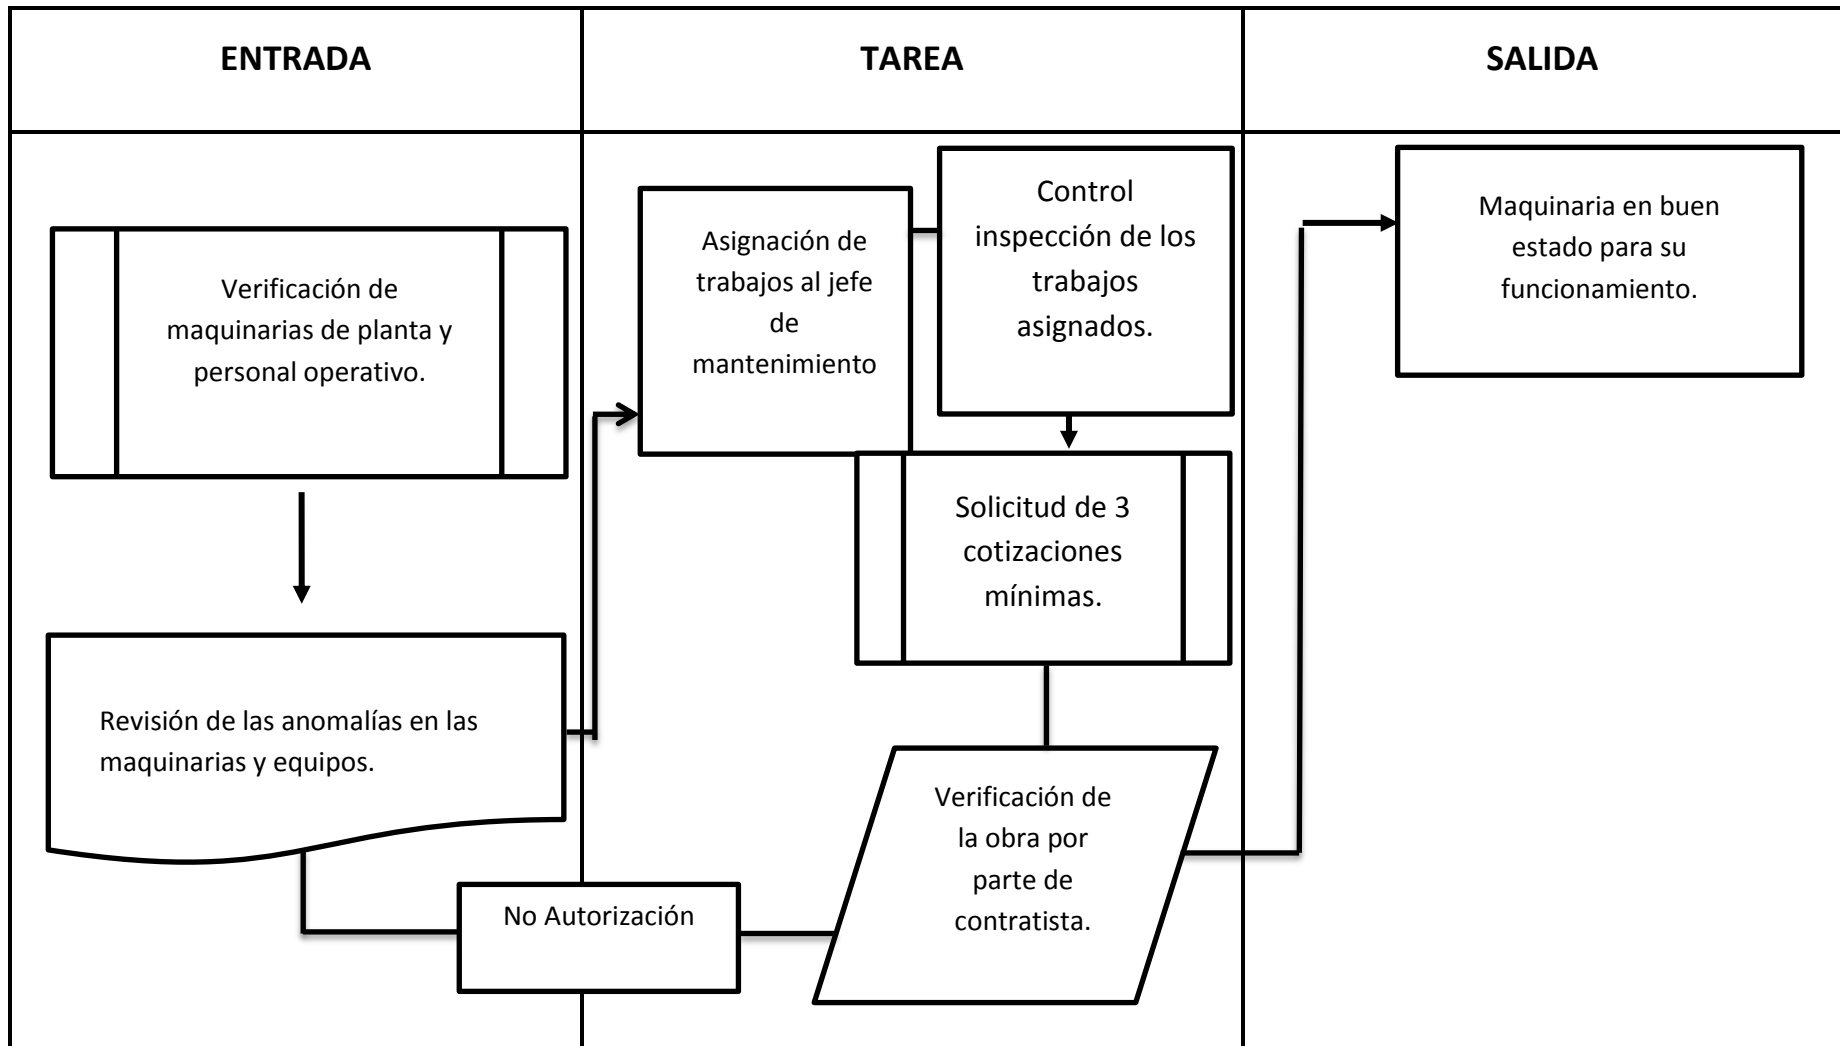 ENTRADA
TAREA
SALIDA
Verificación de
maquinarias de planta y
personal operativo.
Revisión de las anomalías en las
maquinarias y equipos.
No Autorización
Asignación de
trabajos al jefe
de
mantenimiento
Control
inspección de los
trabajos
asignados.
Solicitud de 3
cotizaciones
mínimas.
Verificación de
la obra por
parte de
contratista.
Maquinaria en buen
estado para su
funcionamiento.